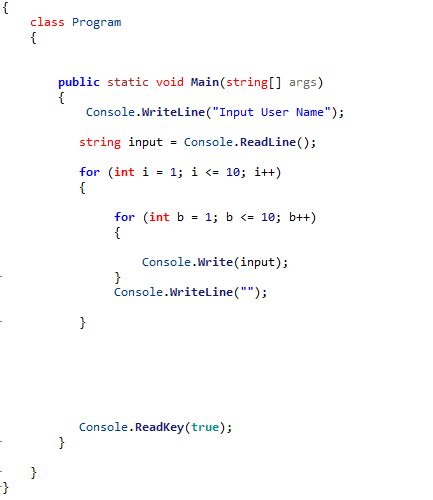 {
    class Program
    {
        public static void Main(string[] args)
        {
            Console.WriteLine("Input User Name");
            string input = Console.ReadLine();
            for (int i = 1; i <= 10; i++)
            {
                for (int b = 1; b <= 10; b++)
                {
                    Console.Write(input);
                }
                Console.WriteLine("");
            }
            Console.ReadKey(true);
        }
    }
}